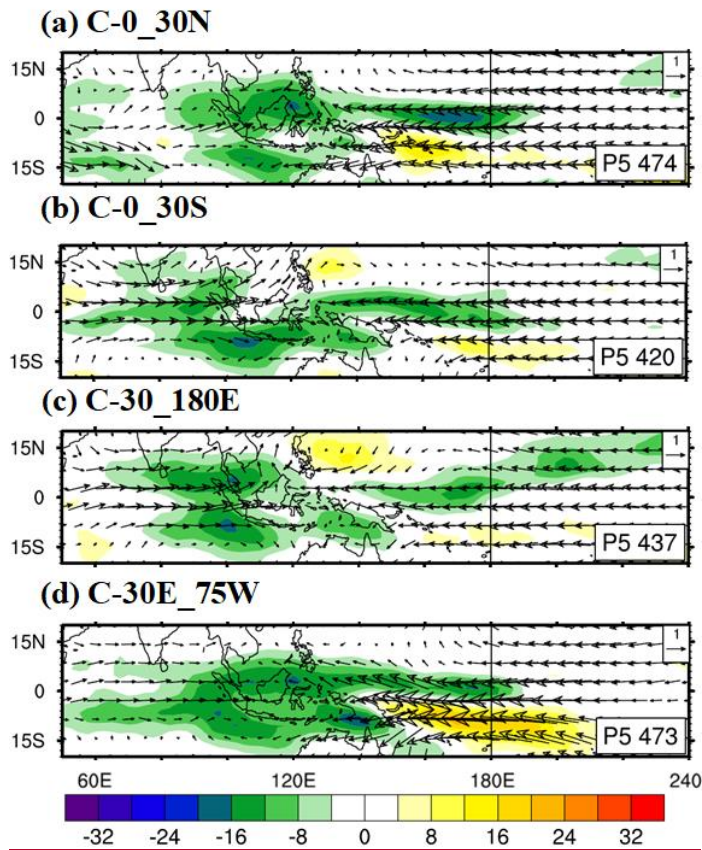 (a) C-0_30N
15N
0
15S
1
P5 474
(b) C-0_30S
15N
0
15S
1
P5 420
(c) C-30_180E
15N
0
15S
1
P5 437
(d) C-30E_75W
15N
0
15S
1
P5 473
60E 120E 180E 240
-32 -24 -16 -8 0 8 16 24 32